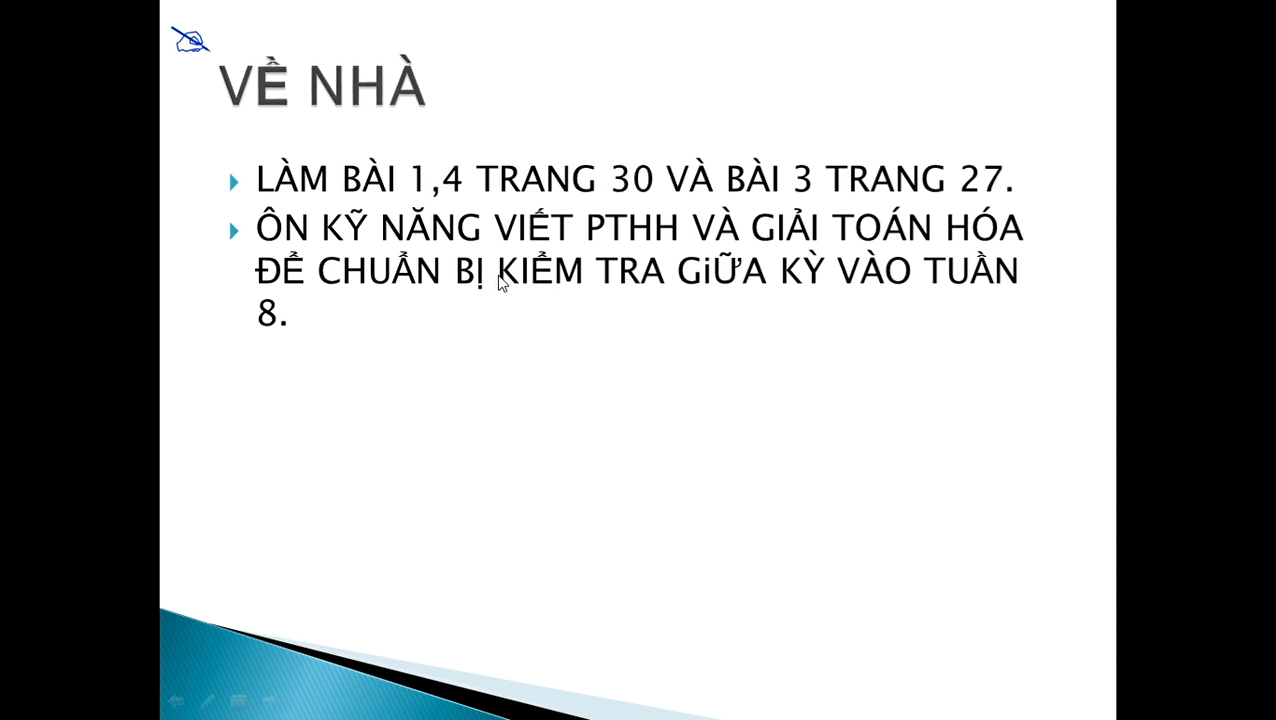 VỀ NHÀ
LÀM BÀI 1,4 TRANG 30 VÀ BÀI 3 TRANG 27.
ÔN KỸ NĂNG VIẾT PTHH VÀ GIẢI TOÁN HÓA
ĐỂ CHUẨN BỊ KIỂM TRA GiỮA KỲ VÀO TUẦN
8.